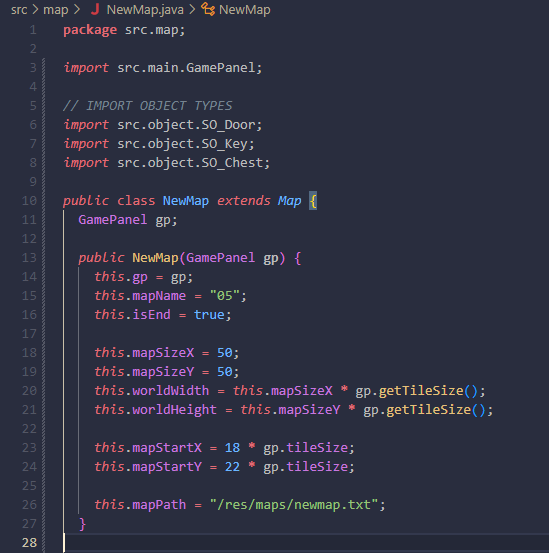 src > map > J NewMap.java > NewMap
1 package src.map;
2
3 import src.main.GamePanel;
4
5 // IMPORT OBJECT TYPES
6 import src.object.SO_Door;
7 import src.object.SO_Key;
8 import src.object.SO_Chest;
9
10 public class NewMap extends Map {
11   GamePanel gp;
12
13   public NewMap(GamePanel gp) {
14     this.gp = gp;
15     this.mapName = "05";
16     this.isEnd = true;
17
18     this.mapSizeX = 50;
19     this.mapSizeY = 50;
20     this.worldWidth = this.mapSizeX * gp.getTileSize();
21     this.worldHeight = this.mapSizeY * gp.getTileSize();
22
23     this.mapStartX = 18 * gp.tileSize;
24     this.mapStartY = 22 * gp.tileSize;
25
26     this.mapPath = "/res/maps/newmap.txt";
27   }
28